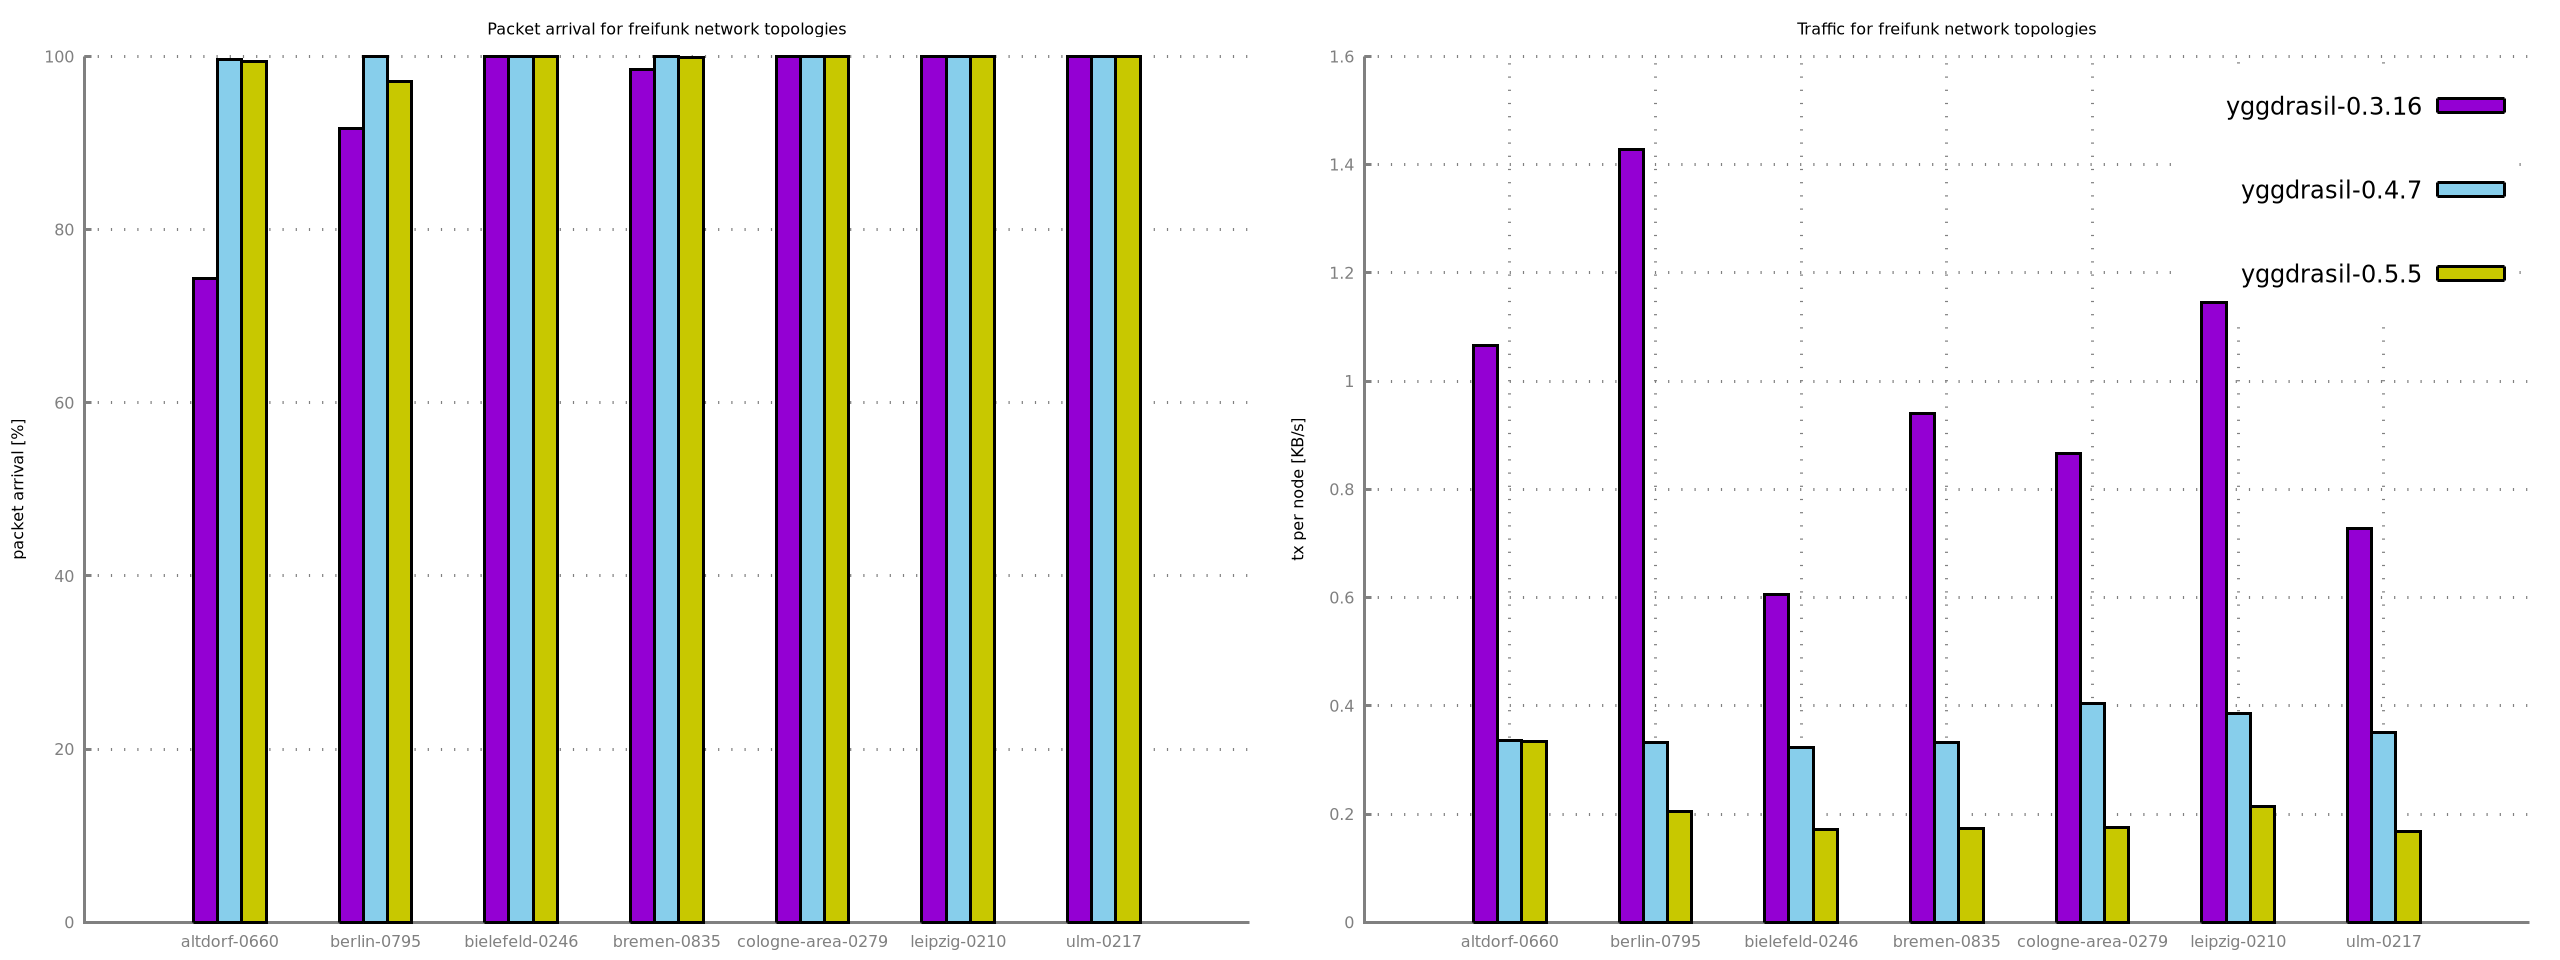 Packet arrival for freifunk network topologies
100
80
60
40
20
0
packet arrival [%]
altdorf-0660 berlin-0795 bielefeld-0246 bremen-0835 cologne-area-0279 leipzig-0210 ulm-0217
Traffic for freifunk network topologies
1.6
1.4
1.2
1
0.8
0.6
0.4
0.2
0
tx per node [KB/s]
yggdrasil-0.3.16
yggdrasil-0.4.7
yggdrasil-0.5.5
altdorf-0660 berlin-0795 bielefeld-0246 bremen-0835 cologne-area-0279 leipzig-0210 ulm-0217